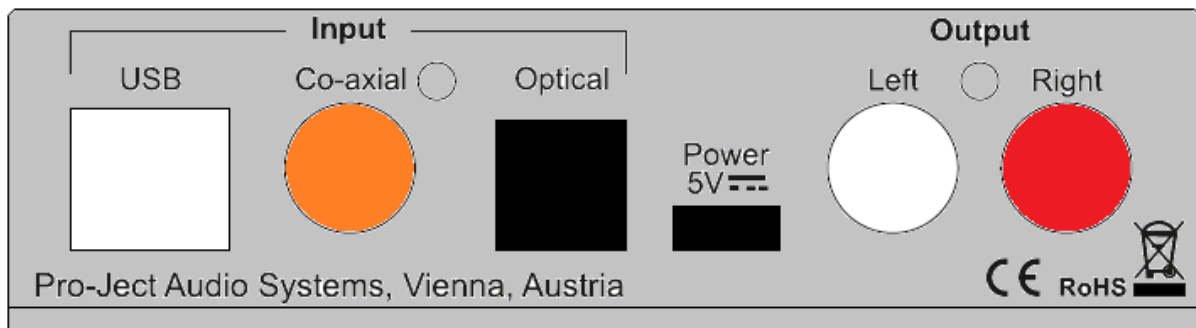 Input
Output
USB
Co-axial
Optical
Left
Right
Power
5V
Pro-Ject Audio Systems, Vienna, Austria
CE
RoHS